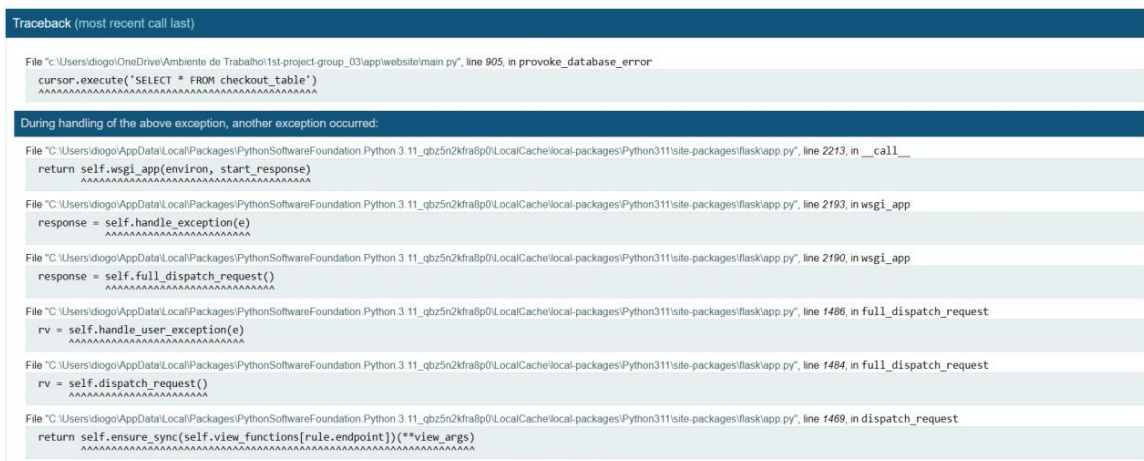 Traceback (most recent call last)
File "c:\Users\diogo\OneDrive\Ambiente de Trabalho\1st-project-group_03\app\website\main.py", line 905, in provoke_database_error
cursor.execute('SELECT * FROM checkout_table')
^^^^^^^^^^^^^^^^^^^^^^^^^^^^^^^^^^^^^^^^^^^^^^
During handling of the above exception, another exception occurred:
File "C:\Users\diogo\AppData\Local\Packages\PythonSoftwareFoundation.Python.3.11_qbz5n2kfra8p0\LocalCache\local-packages\Python311\site-packages\flask\app.py", line 2213, in __call__
return self.wsgi_app(environ, start_response)
^^^^^^^^^^^^^^^^^^^^^^^^^^^^^^^^^^^^^^
File "C:\Users\diogo\AppData\Local\Packages\PythonSoftwareFoundation.Python.3.11_qbz5n2kfra8p0\LocalCache\local-packages\Python311\site-packages\flask\app.py", line 2193, in wsgi_app
response = self.handle_exception(e)
^^^^^^^^^^^^^^^^^^^^^^^^
File "C:\Users\diogo\AppData\Local\Packages\PythonSoftwareFoundation.Python.3.11_qbz5n2kfra8p0\LocalCache\local-packages\Python311\site-packages\flask\app.py", line 2190, in wsgi_app
response = self.full_dispatch_request()
^^^^^^^^^^^^^^^^^^^^^^^^^^^^
File "C:\Users\diogo\AppData\Local\Packages\PythonSoftwareFoundation.Python.3.11_qbz5n2kfra8p0\LocalCache\local-packages\Python311\site-packages\flask\app.py", line 1486, in full_dispatch_request
rv = self.handle_user_exception(e)
^^^^^^^^^^^^^^^^^^^^^^^^^^^^^
File "C:\Users\diogo\AppData\Local\Packages\PythonSoftwareFoundation.Python.3.11_qbz5n2kfra8p0\LocalCache\local-packages\Python311\site-packages\flask\app.py", line 1484, in full_dispatch_request
rv = self.dispatch_request()
^^^^^^^^^^^^^^^^^^^^^^^
File "C:\Users\diogo\AppData\Local\Packages\PythonSoftwareFoundation.Python.3.11_qbz5n2kfra8p0\LocalCache\local-packages\Python311\site-packages\flask\app.py", line 1469, in dispatch_request
return self.ensure_sync(self.view_functions[rule.endpoint])(**view_args)
^^^^^^^^^^^^^^^^^^^^^^^^^^^^^^^^^^^^^^^^^^^^^^^^^^^^^^^^^^^^^^^^^